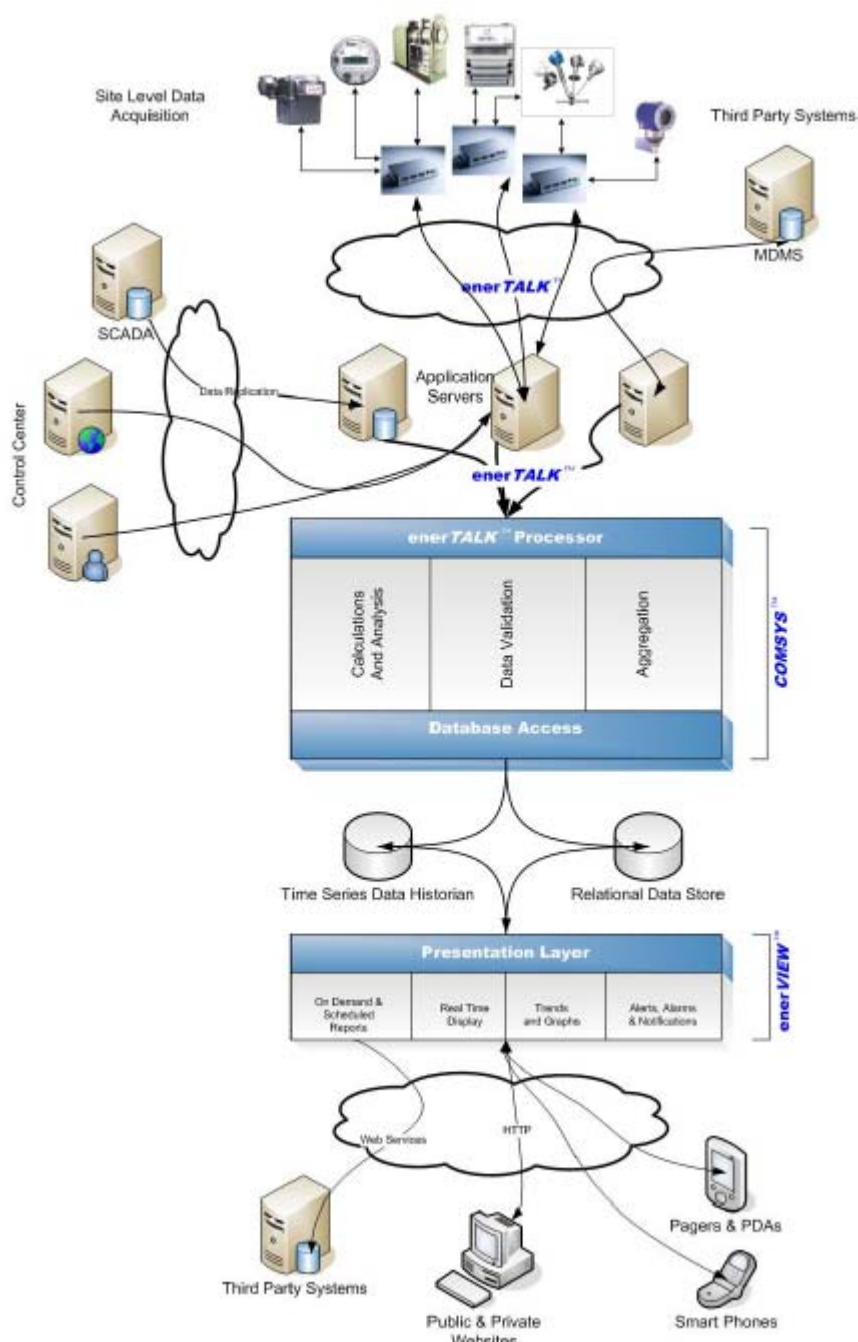 Site Level Data
Acquisition
Third Party Systems
MDMS
enerTALK™
SCADA
Data Replication
Application
Servers
Control Center
enerTALK™
enerTALK™ Processor
Calculations
And Analysis
Data Validation
Aggregation
COMSYS™
Database Access
Time Series Data Historian
Relational Data Store
Presentation Layer
enerVIEW™
On Demand &
Scheduled
Reports
Real Time
Display
Trends
and Graphs
Alerts, Alarms
& Notifications
Web Services
HTTP
Pagers & PDAs
Third Party Systems
Smart Phones
Public & Private
Websites